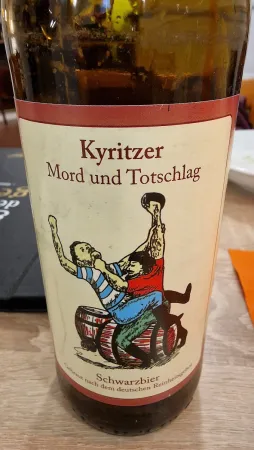 Kyritzer
Mord und Totschlag
Schwarzbier
nach dem deutschen Reinheitsgebot